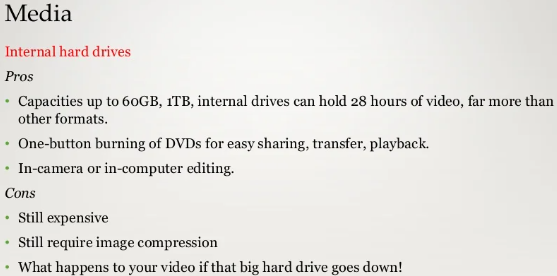 Media
Internal hard drives
Pros
• Capacities up to 60GB, 1TB, internal drives can hold 28 hours of video, far more than
other formats.
• One-button burning of DVDs for easy sharing, transfer, playback.
• In-camera or in-computer editing.
Cons
• Still expensive
• Still require image compression
• What happens to your video if that big hard drive goes down!